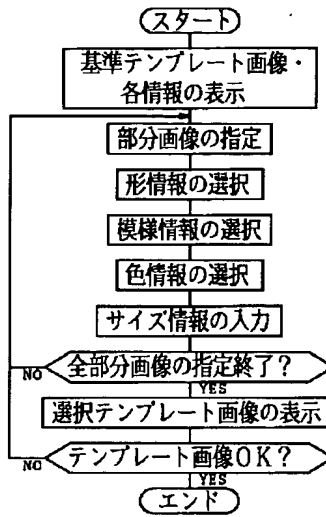 スタート
基準テンプレート画像・
各情報の表示
部分画像の指定
形情報の選択
模様情報の選択
色情報の選択
サイズ情報の入力
全部分画像の指定終了?
NO
YES
選択テンプレート画像の表示
テンプレート画像OK?
NO
YES
エンド